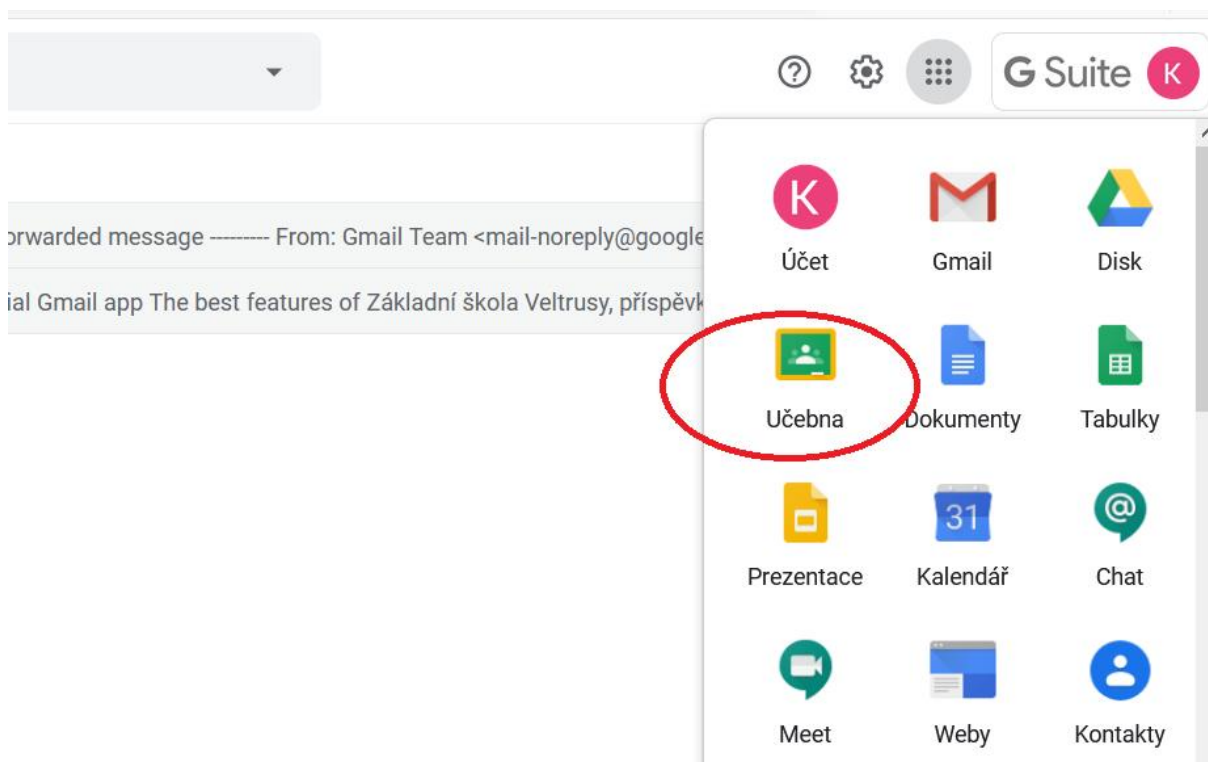 G Suite K
K
Účet Gmail Disk
orwarded message --------- From: Gmail Team <mail-noreply@google
ial Gmail app The best features of Základní škola Veltrusy, příspěvk
Učebna Dokumenty Tabulky
31 @
Prezentace Kalendář Chat
Meet Weby Kontakty